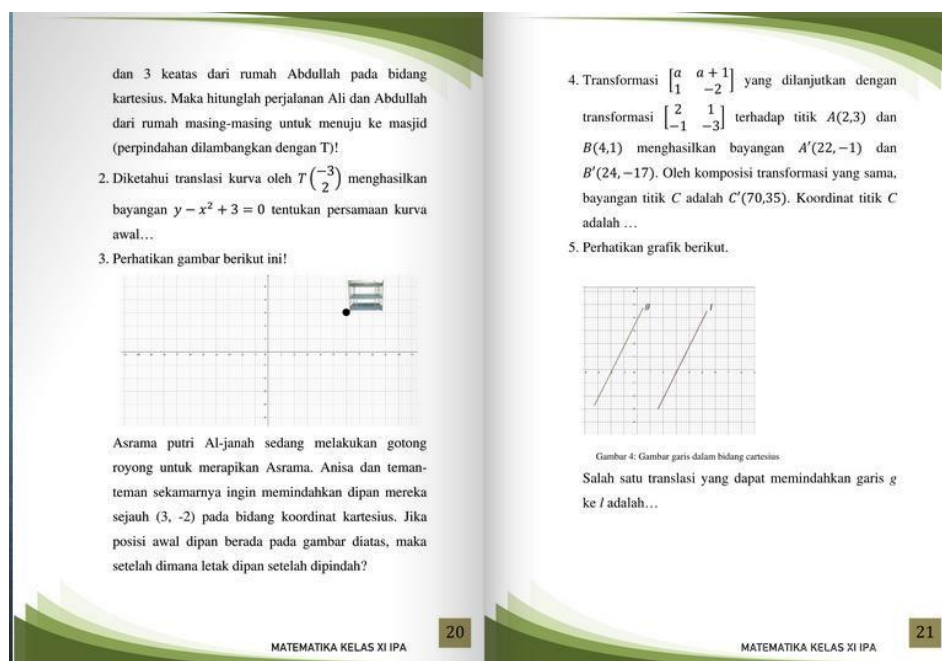 dan 3 keatas dari rumah Abdullah pada bidang
kartesius. Maka hitunglah perjalanan Ali dan Abdullah
dari rumah masing-masing untuk menuju ke masjid
(perpindahan dilambangkan dengan T)!
2. Diketahui translasi kurva oleh T(−3 2) menghasilkan
bayangan y − x² + 3 = 0 tentukan persamaan kurva
awal…
3. Perhatikan gambar berikut ini!
Asrama putri Al-janah sedang melakukan gotong
royong untuk merapikan Asrama. Anisa dan teman-
teman sekamarnya ingin memindahkan dipan mereka
sejauh (3, -2) pada bidang koordinat kartesius. Jika
posisi awal dipan berada pada gambar diatas, maka
setelah dimana letak dipan setelah dipindah?
20
MATEMATIKA KELAS XI IPA
4. Transformasi [a a + 1 1 −2] yang dilanjutkan dengan
transformasi [2 1 −1 −3] terhadap titik A(2,3) dan
B(4,1) menghasilkan bayangan A′(22, −1) dan
B′(24, −17). Oleh komposisi transformasi yang sama,
bayangan titik C adalah C′(70,35). Koordinat titik C
adalah …
5. Perhatikan grafik berikut.
Gambar 4: Gambar garis dalam bidang cartesius
Salah satu translasi yang dapat memindahkan garis g
ke l adalah…
21
MATEMATIKA KELAS XI IPA